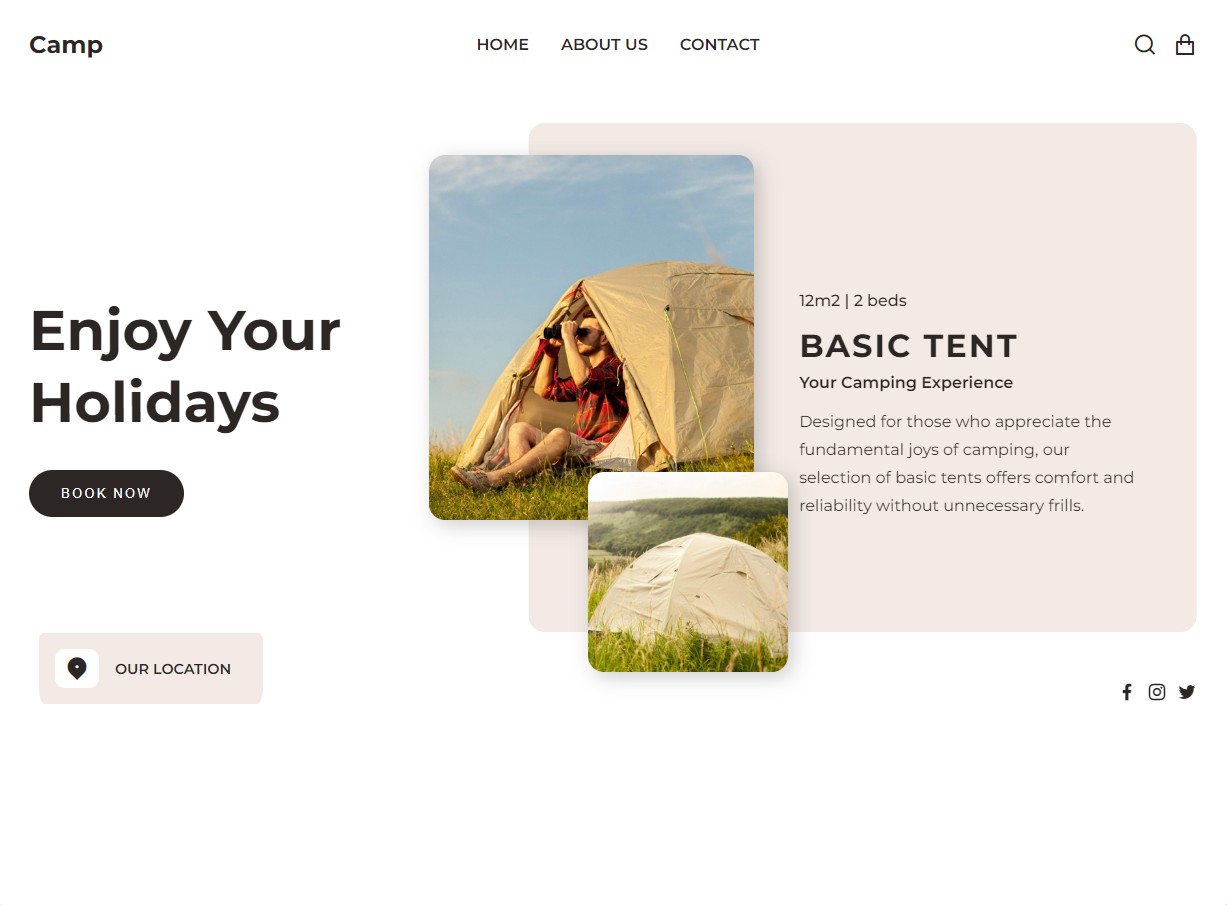 Camp
HOME
ABOUT US
CONTACT
Enjoy Your
Holidays
BOOK NOW
12m2 | 2 beds
BASIC TENT
Your Camping Experience
Designed for those who appreciate the
fundamental joys of camping, our
selection of basic tents offers comfort and
reliability without unnecessary frills.
OUR LOCATION